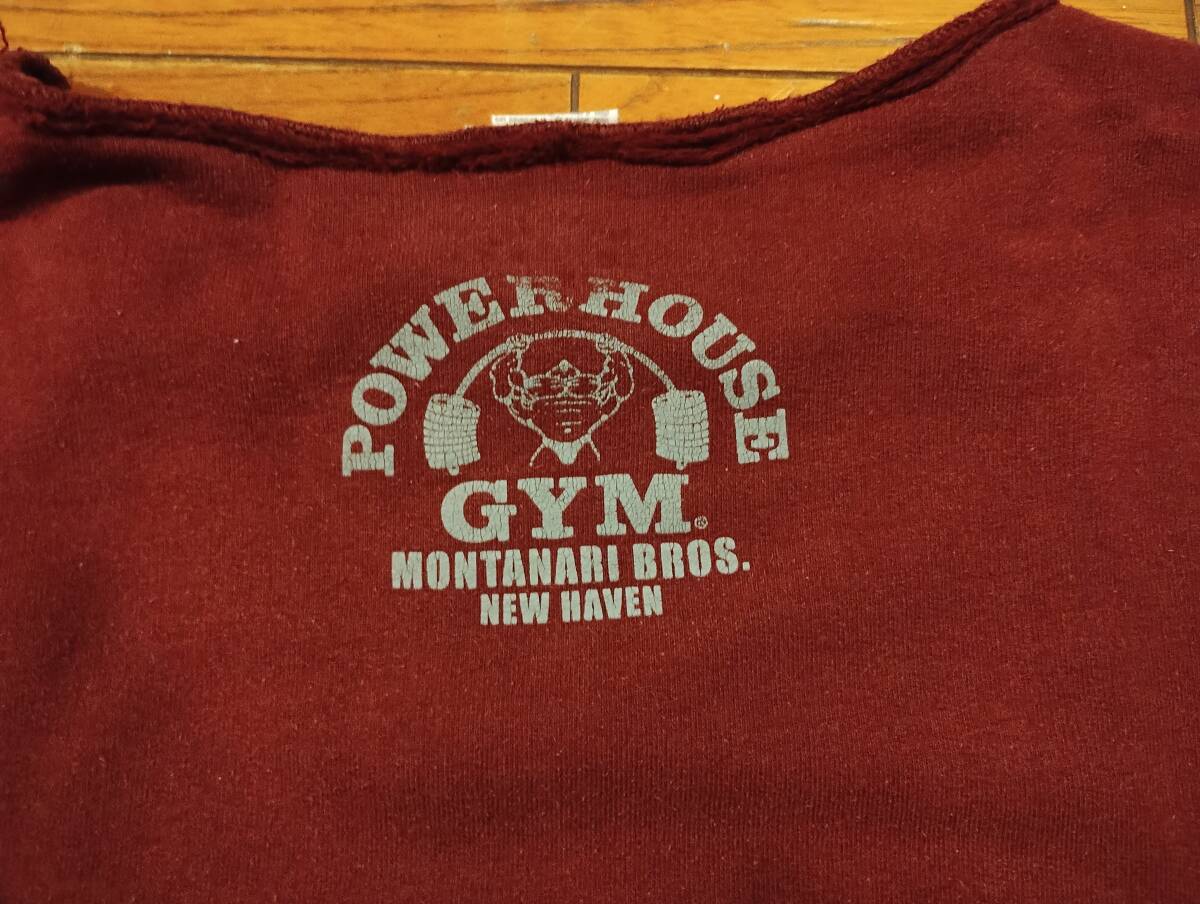 POWERHOUSE
GYM®
MONTANARI BROS.
NEW HAVEN